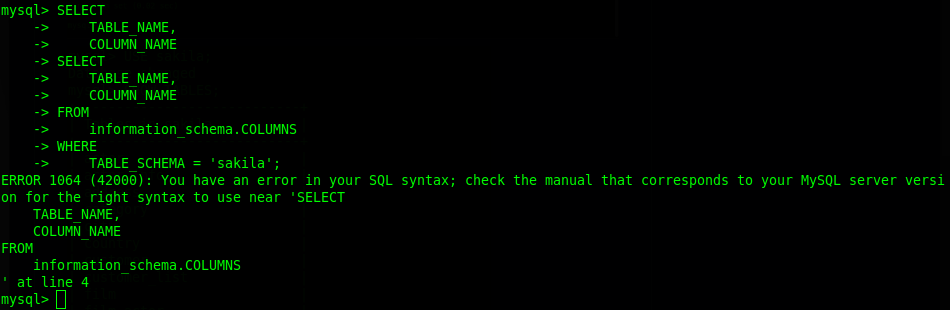 mysql> SELECT
    ->     TABLE_NAME,
    ->     COLUMN_NAME
    -> SELECT
    ->     TABLE_NAME,
    ->     COLUMN_NAME
    -> FROM
    ->     information_schema.COLUMNS
    -> WHERE
    ->     TABLE_SCHEMA = 'sakila';
ERROR 1064 (42000): You have an error in your SQL syntax; check the manual that corresponds to your MySQL server versi
on for the right syntax to use near 'SELECT
    TABLE_NAME,
    COLUMN_NAME
FROM
    information_schema.COLUMNS
' at line 4
mysql>